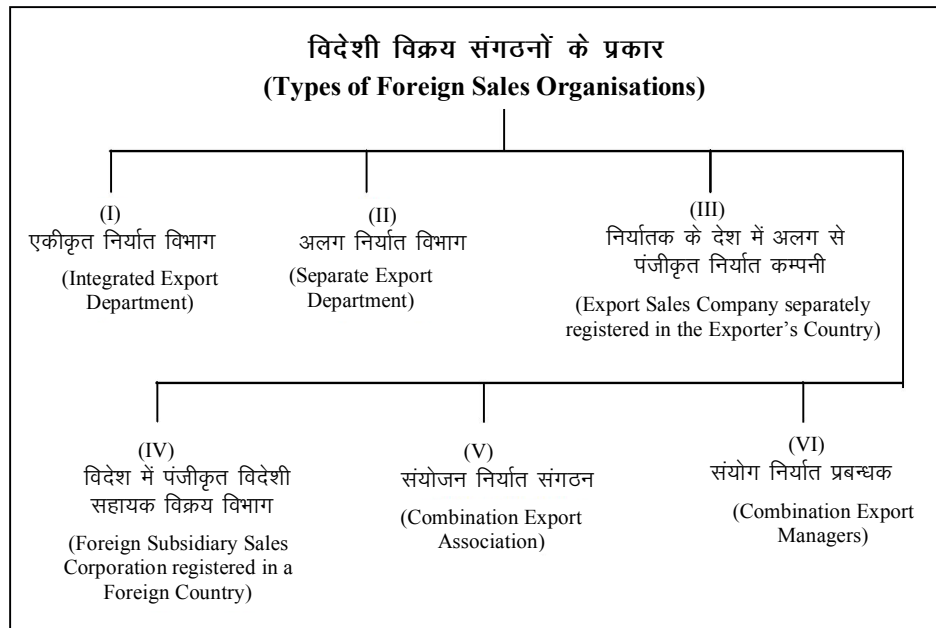 विदेशी विक्रय संगठनों के प्रकार
(Types of Foreign Sales Organisations)
(I)
एकीकृत निर्यात विभाग
(Integrated Export
Department)
(II)
अलग निर्यात विभाग
(Separate Export
Department)
(III)
निर्यातक के देश में अलग से
पंजीकृत निर्यात कम्पनी
(Export Sales Company separately
registered in the Exporter’s Country)
(IV)
विदेश में पंजीकृत विदेशी
सहायक विक्रय विभाग
(Foreign Subsidiary Sales
Corporation registered in a
Foreign Country)
(V)
संयोजन निर्यात संगठन
(Combination Export
Association)
(VI)
संयोग निर्यात प्रबन्धक
(Combination Export
Managers)